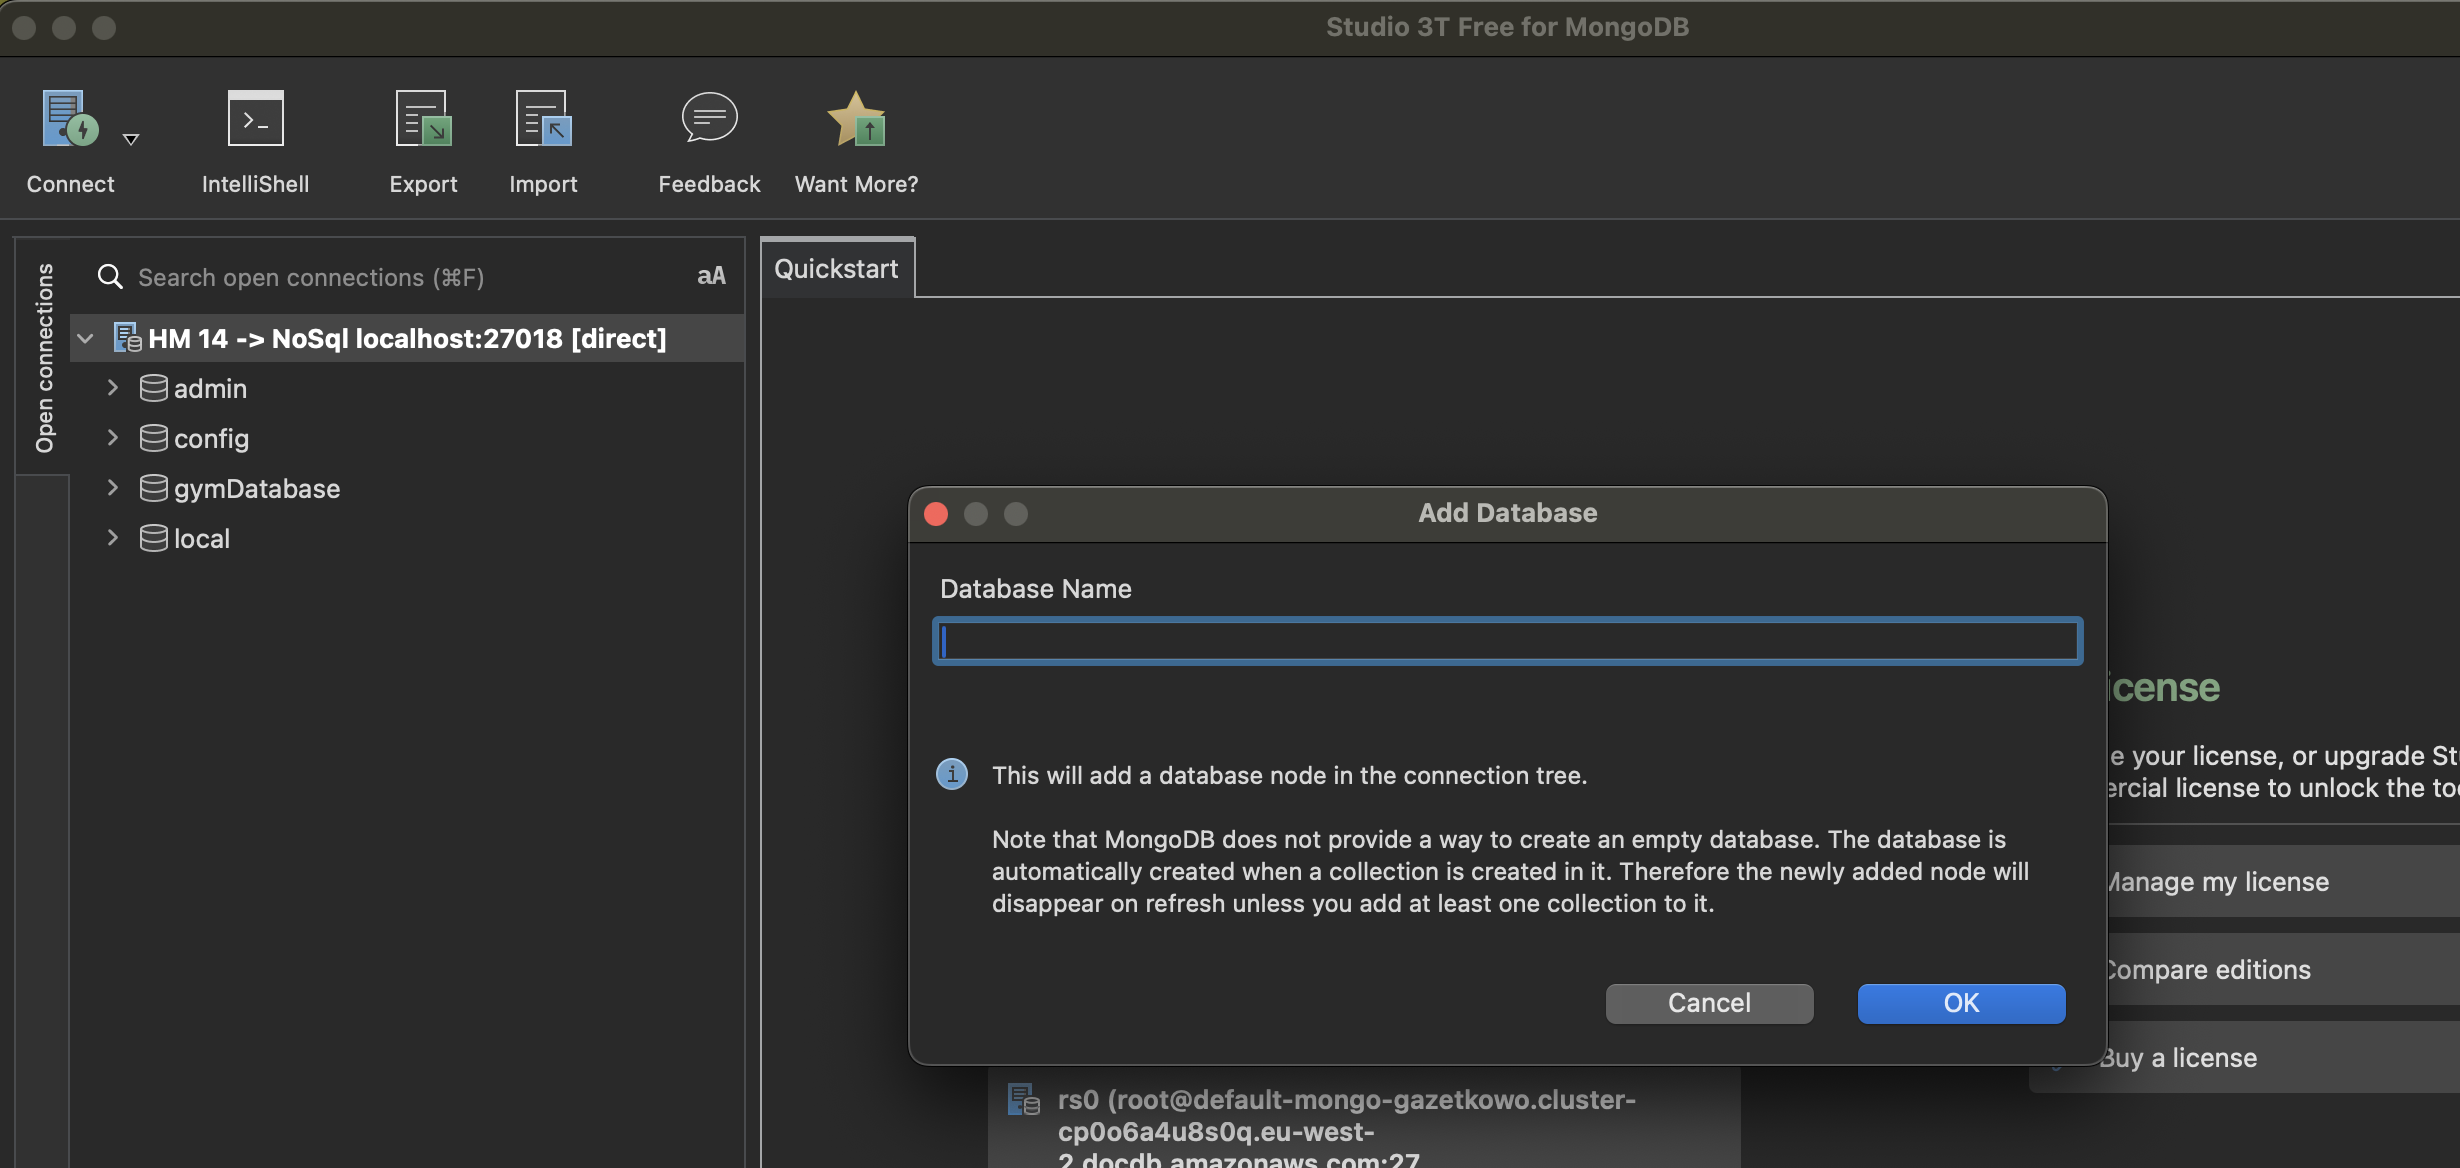 Studio 3T Free for MongoDB
Connect
IntelliShell
Export
Import
Feedback
Want More?
Open connections
Search open connections (⌘F)
aA
HM 14 -> NoSql localhost:27018 [direct]
admin
config
gymDatabase
local
Quickstart
Add Database
Database Name
This will add a database node in the connection tree.
Note that MongoDB does not provide a way to create an empty database. The database is
automatically created when a collection is created in it. Therefore the newly added node will
disappear on refresh unless you add at least one collection to it.
Cancel
OK
icense
e your license, or upgrade St
ercial license to unlock the to
Manage my license
Compare editions
Buy a license
rs0 (root@default-mongo-gazetkowo.cluster-
cp0o6a4u8s0q.eu-west-
2.docdb.amazonaws.com:27